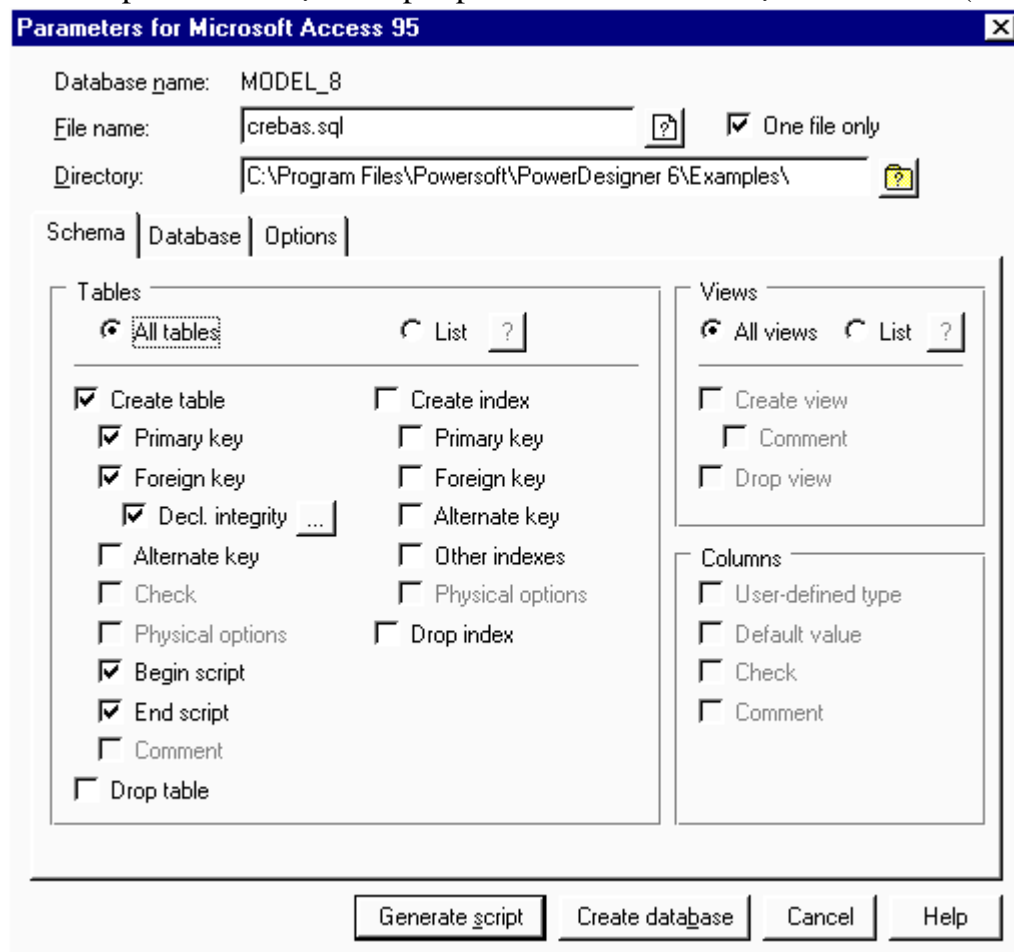 Parameters for Microsoft Access 95
Database name: MODEL_8
File name: crebas.sql One file only
Directory: C:\Program Files\Powersoft\PowerDesigner 6\Examples\
Schema Database Options
Tables
All tables List ?
Create table Create index
Primary key Primary key
Foreign key Foreign key
Decl. integrity ... Alternate key
Alternate key Other indexes
Check Physical options
Physical options Drop index
Begin script
End script
Comment
Drop table
Views
All views List ?
Create view
Comment
Drop view
Columns
User-defined type
Default value
Check
Comment
Generate script Create database Cancel Help